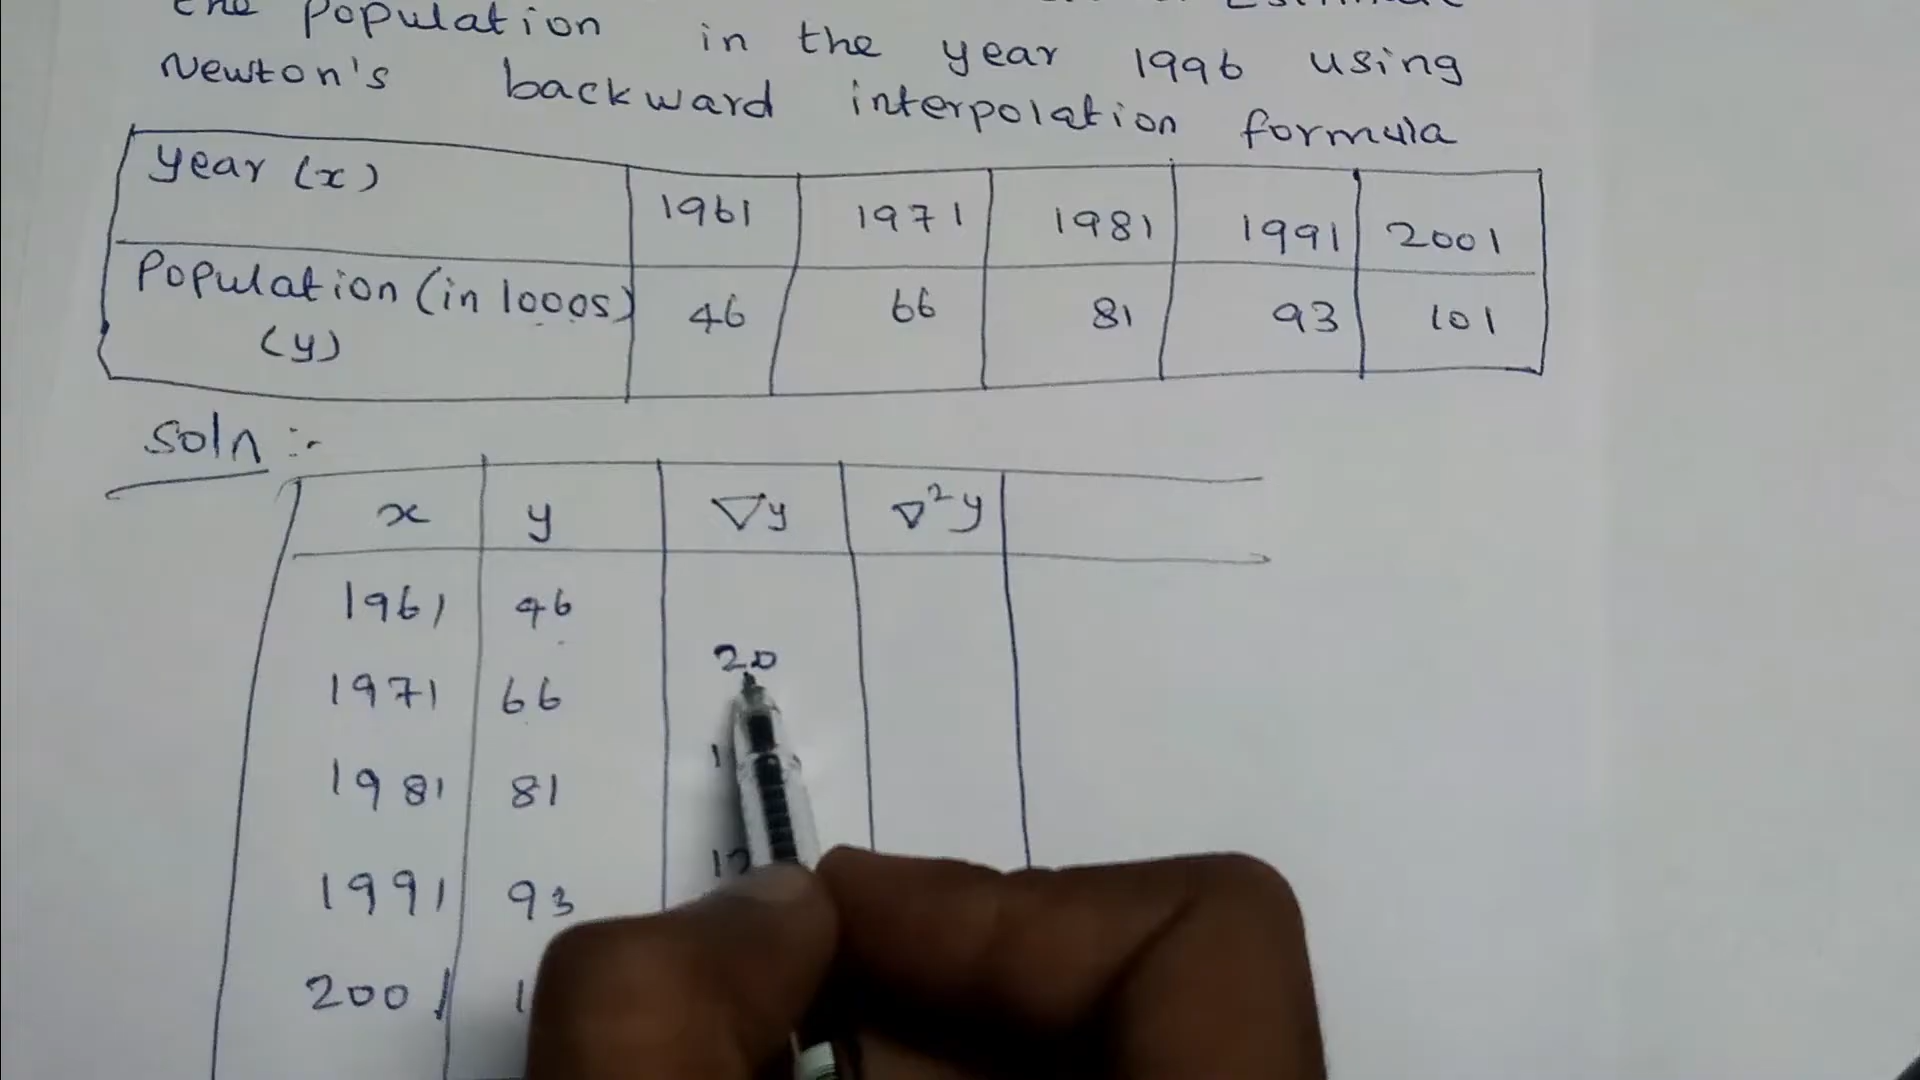 the population in the year 1996 using
Newton's backward interpolation formula
Year (x) 1961 1971 1981 1991 2001
Population (in 1000s) 46 66 81 93 101
(y)
Soln :-
x y ∇y ∇²y
1961 46
20
1971 66
1981 81
1991 93
2001